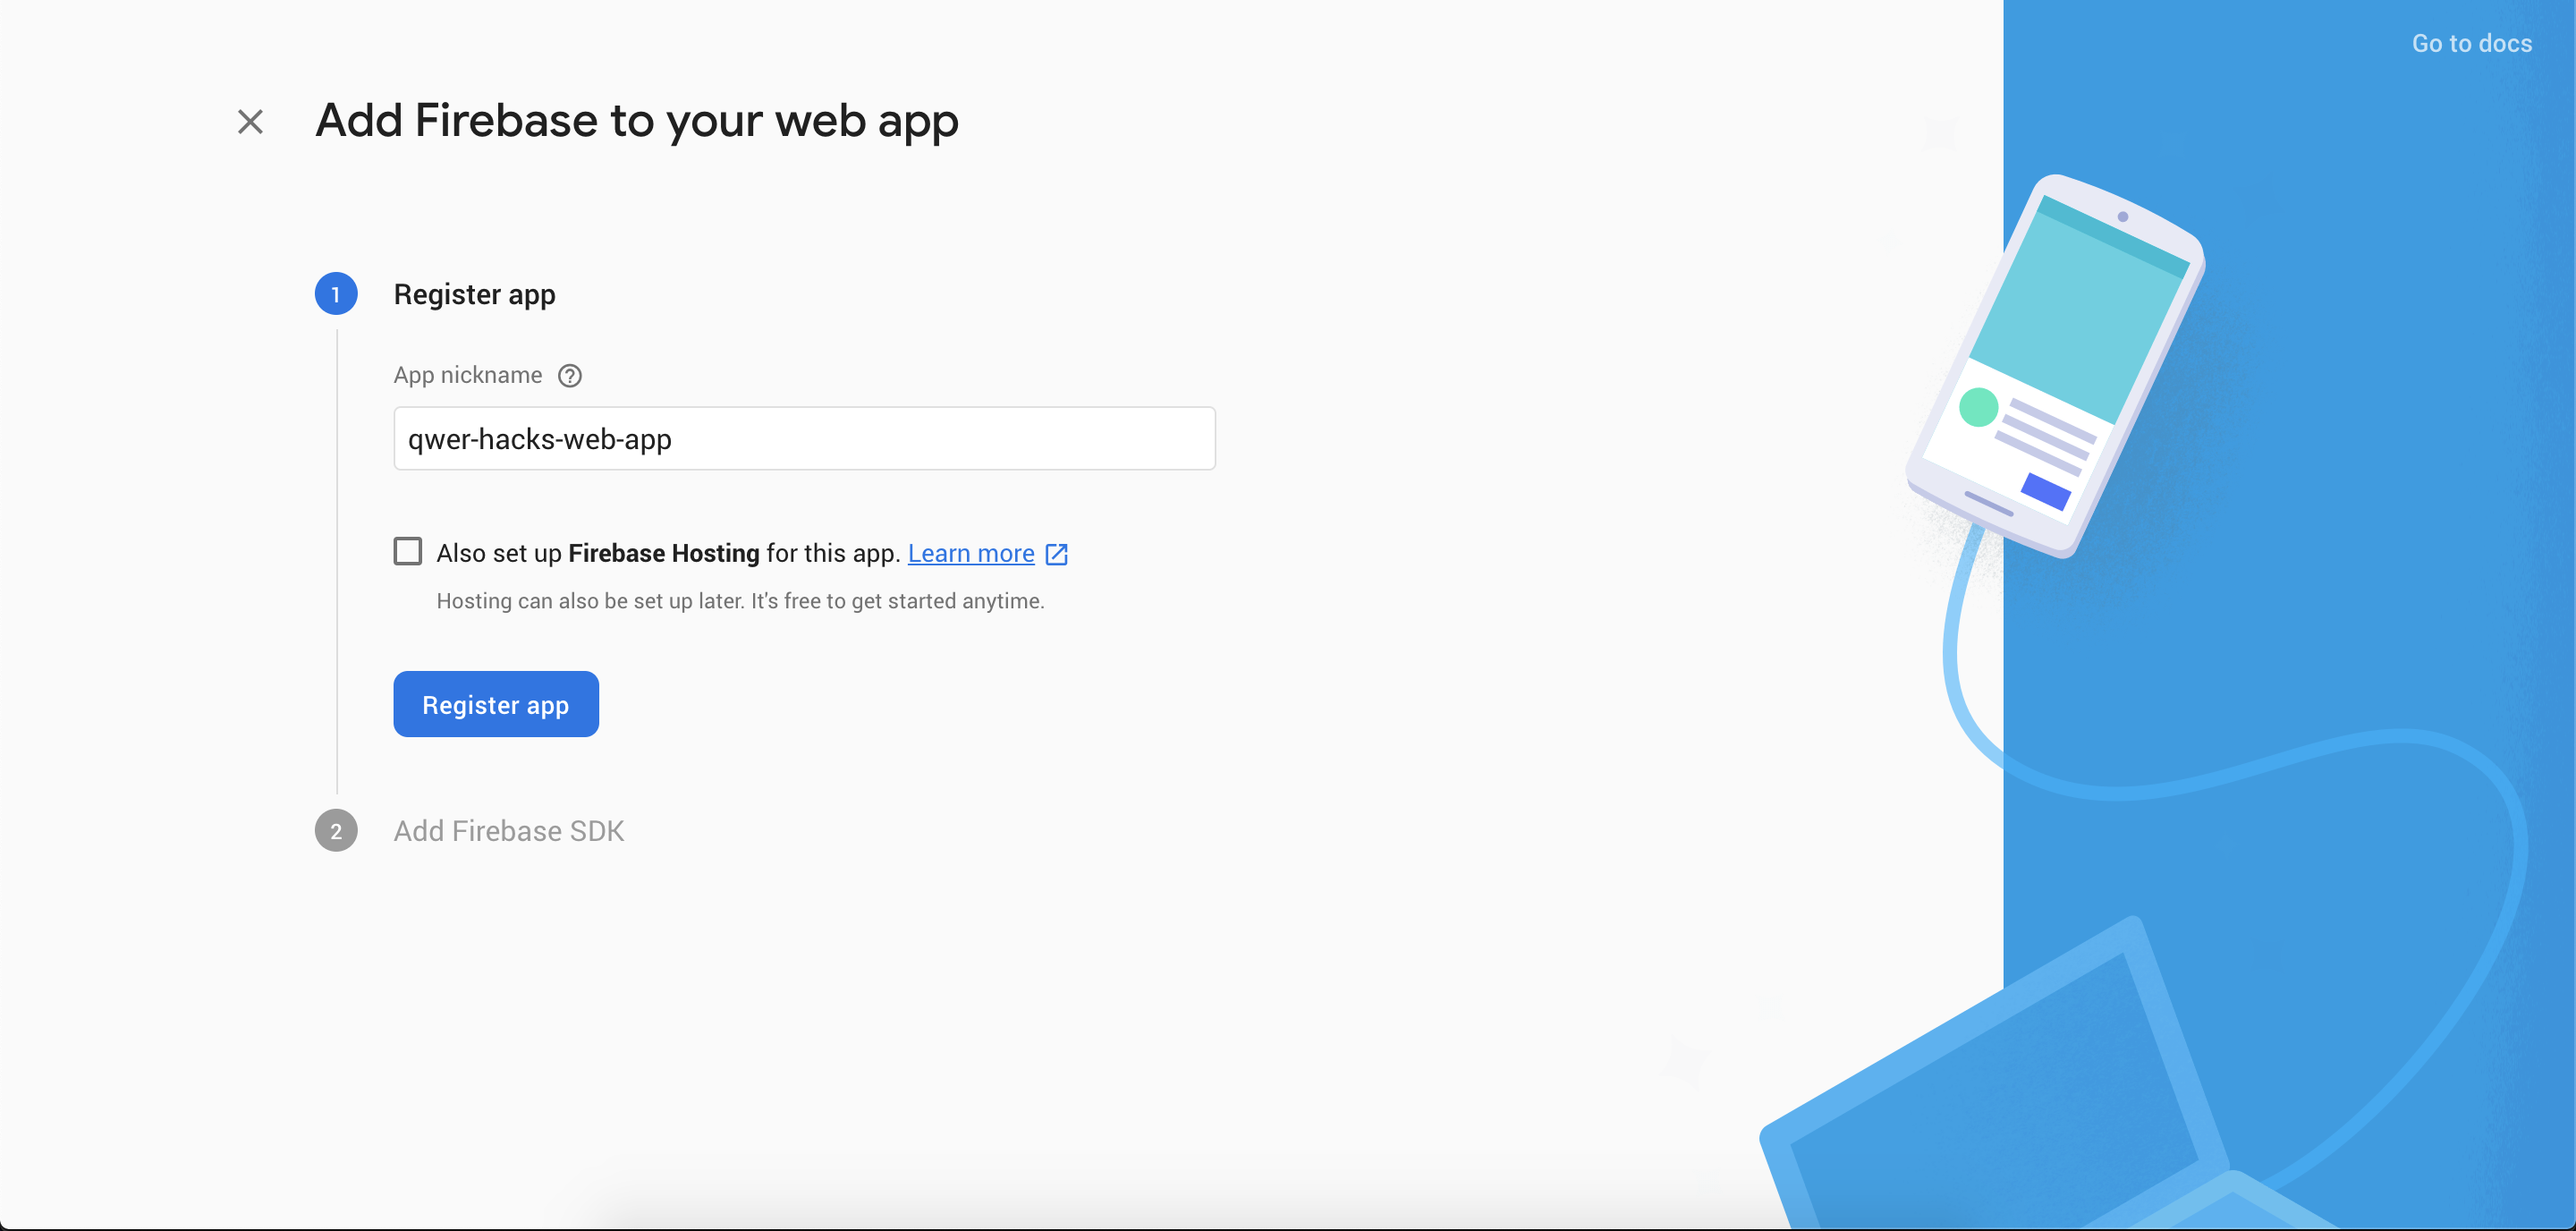 Go to docs
Add Firebase to your web app
1 Register app
App nickname
qwer-hacks-web-app
Also set up Firebase Hosting for this app. Learn more
Hosting can also be set up later. It's free to get started anytime.
Register app
2 Add Firebase SDK